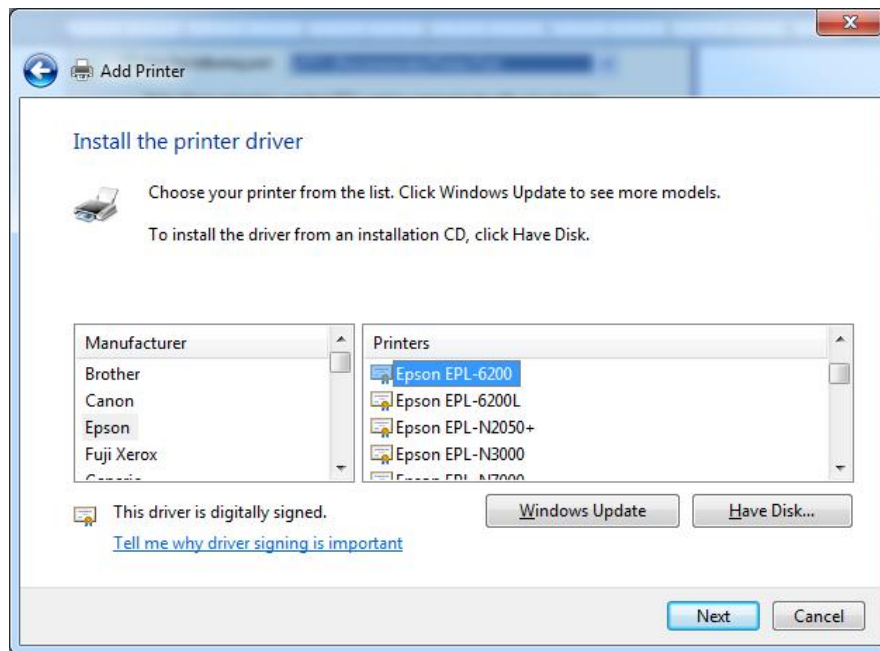 Add Printer
Install the printer driver
Choose your printer from the list. Click Windows Update to see more models.
To install the driver from an installation CD, click Have Disk.
Manufacturer
Brother
Canon
Epson
Fuji Xerox
Printers
Epson EPL-6200
Epson EPL-6200L
Epson EPL-N2050+
Epson EPL-N3000
Epson EPL-N7000
This driver is digitally signed.
Tell me why driver signing is important
Windows Update
Have Disk...
Next
Cancel